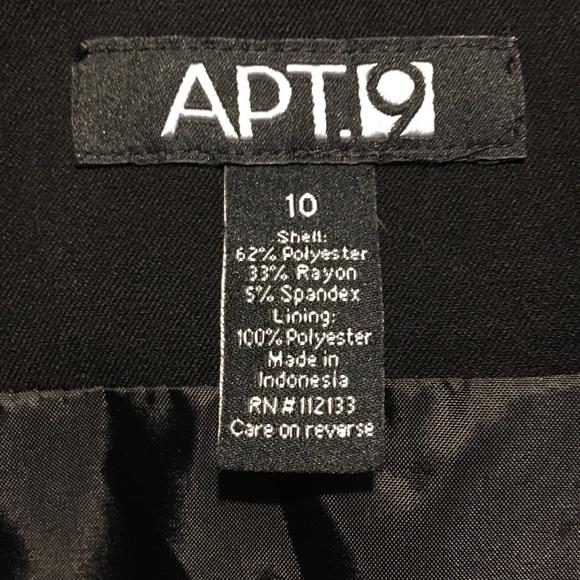 APT.9
10
Shell:
62% Polyester
33% Rayon
5% Spandex
Lining:
100% Polyester
Made in
Indonesia
RN#112133
Care on reverse